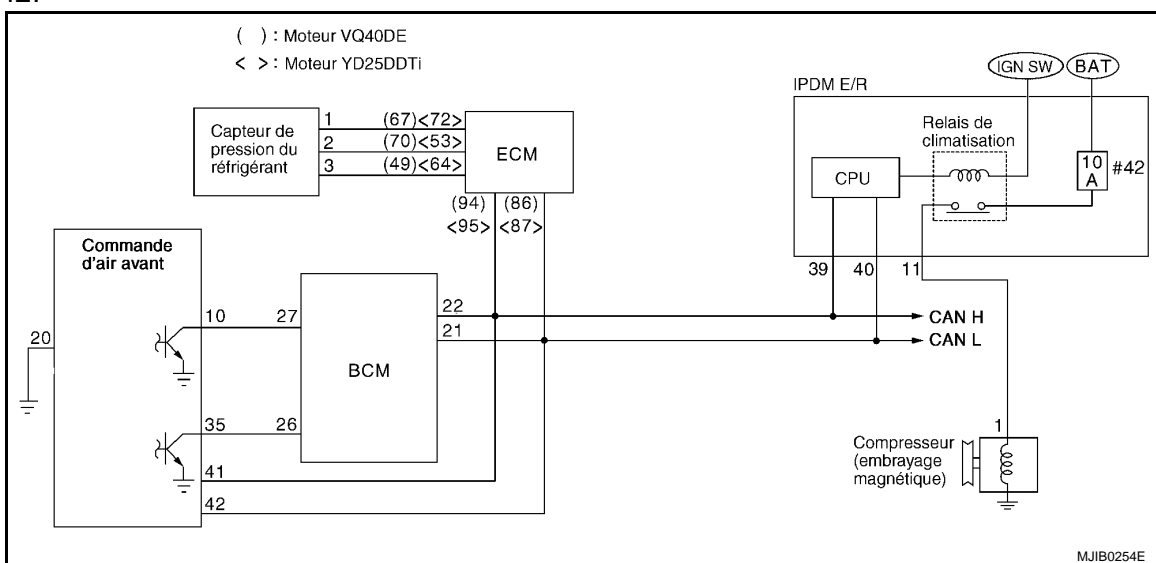 ( ) : Moteur VQ40DE
< > : Moteur YD25DDTi
IGN SW
BAT
IPDM E/R
Capteur de
pression du
réfrigérant
1
(67)<72>
2
(70)<53>
3
(49)<64>
ECM
(94) (86)
<95> <87>
Relais de
climatisation
CPU
10
A
#42
Commande
d'air avant
39
40
11
20
10
27
BCM
22
21
CAN H
CAN L
35
26
41
42
1
Compresseur
(embrayage
magnétique)
MJIB0254E